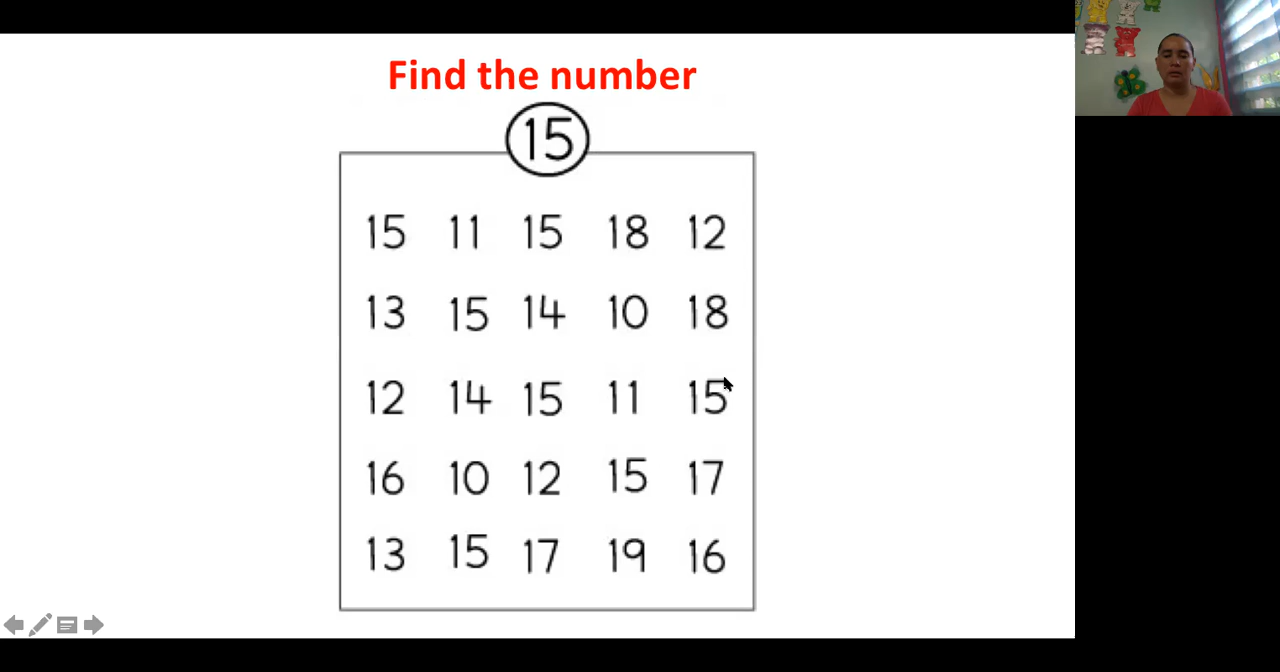 Find the number
15
15 11 15 18 12
13 15 14 10 18
12 14 15 11 15
16 10 12 15 17
13 15 17 19 16